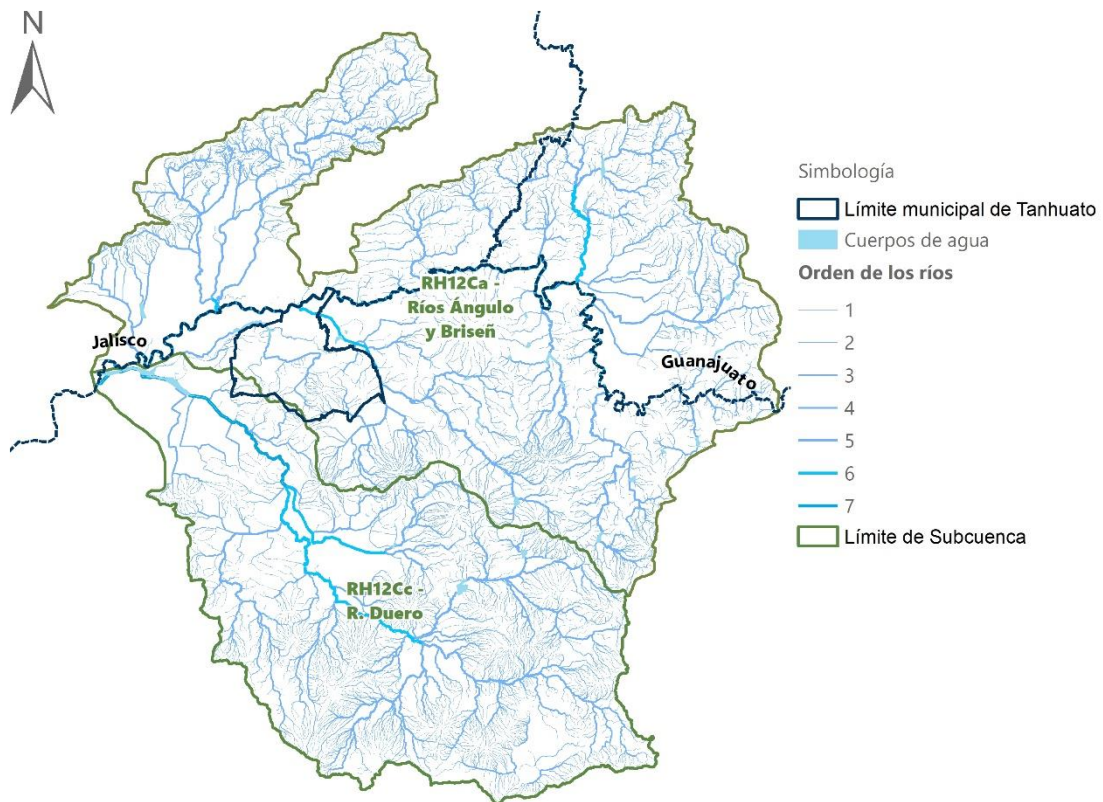 N
Jalisco
RH12Ca -
Ríos Ángulo
y Briseñ
Guanajuato
RH12Cc -
R. Duero
Simbología
Límite municipal de Tanhuato
Cuerpos de agua
Orden de los ríos
1
2
3
4
5
6
7
Límite de Subcuenca